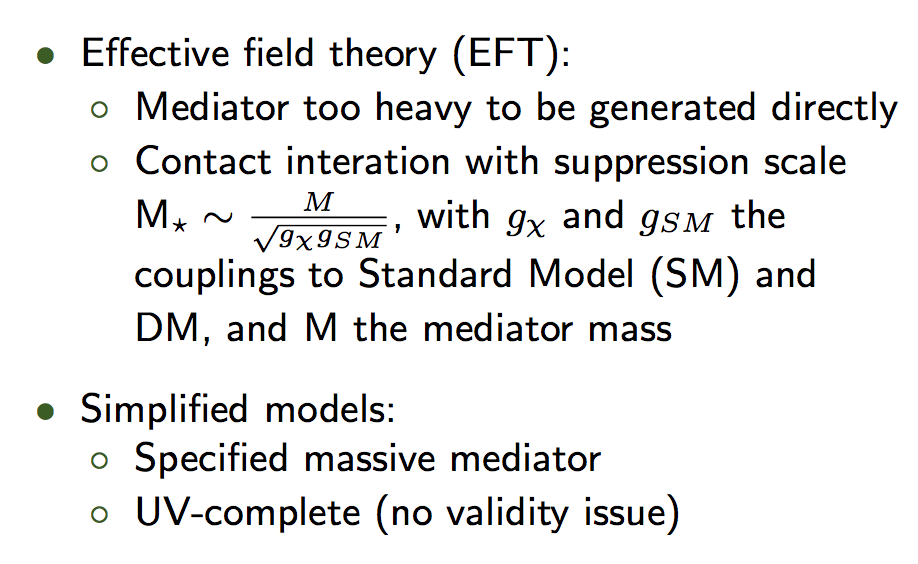 ● Effective field theory (EFT):
○ Mediator too heavy to be generated directly
○ Contact interation with suppression scale
M⋆ ∼ M/√(gχgSM), with gχ and gSM the
couplings to Standard Model (SM) and
DM, and M the mediator mass
● Simplified models:
○ Specified massive mediator
○ UV-complete (no validity issue)